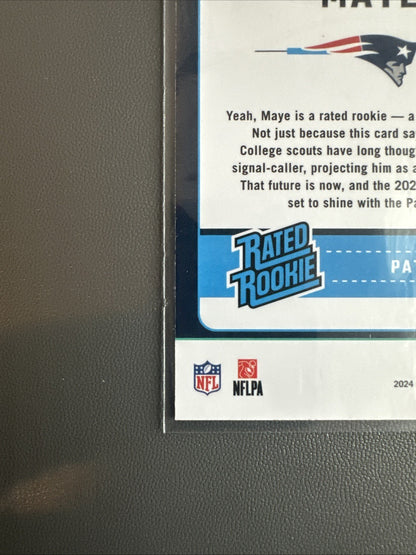 Yeah, Maye is a rated rookie — a
Not just because this card sa
College scouts have long thoug
signal-caller, projecting him as a
That future is now, and the 202
set to shine with the Pa
RATED
ROOKIE
PAT
NFL
NFLPA
2024